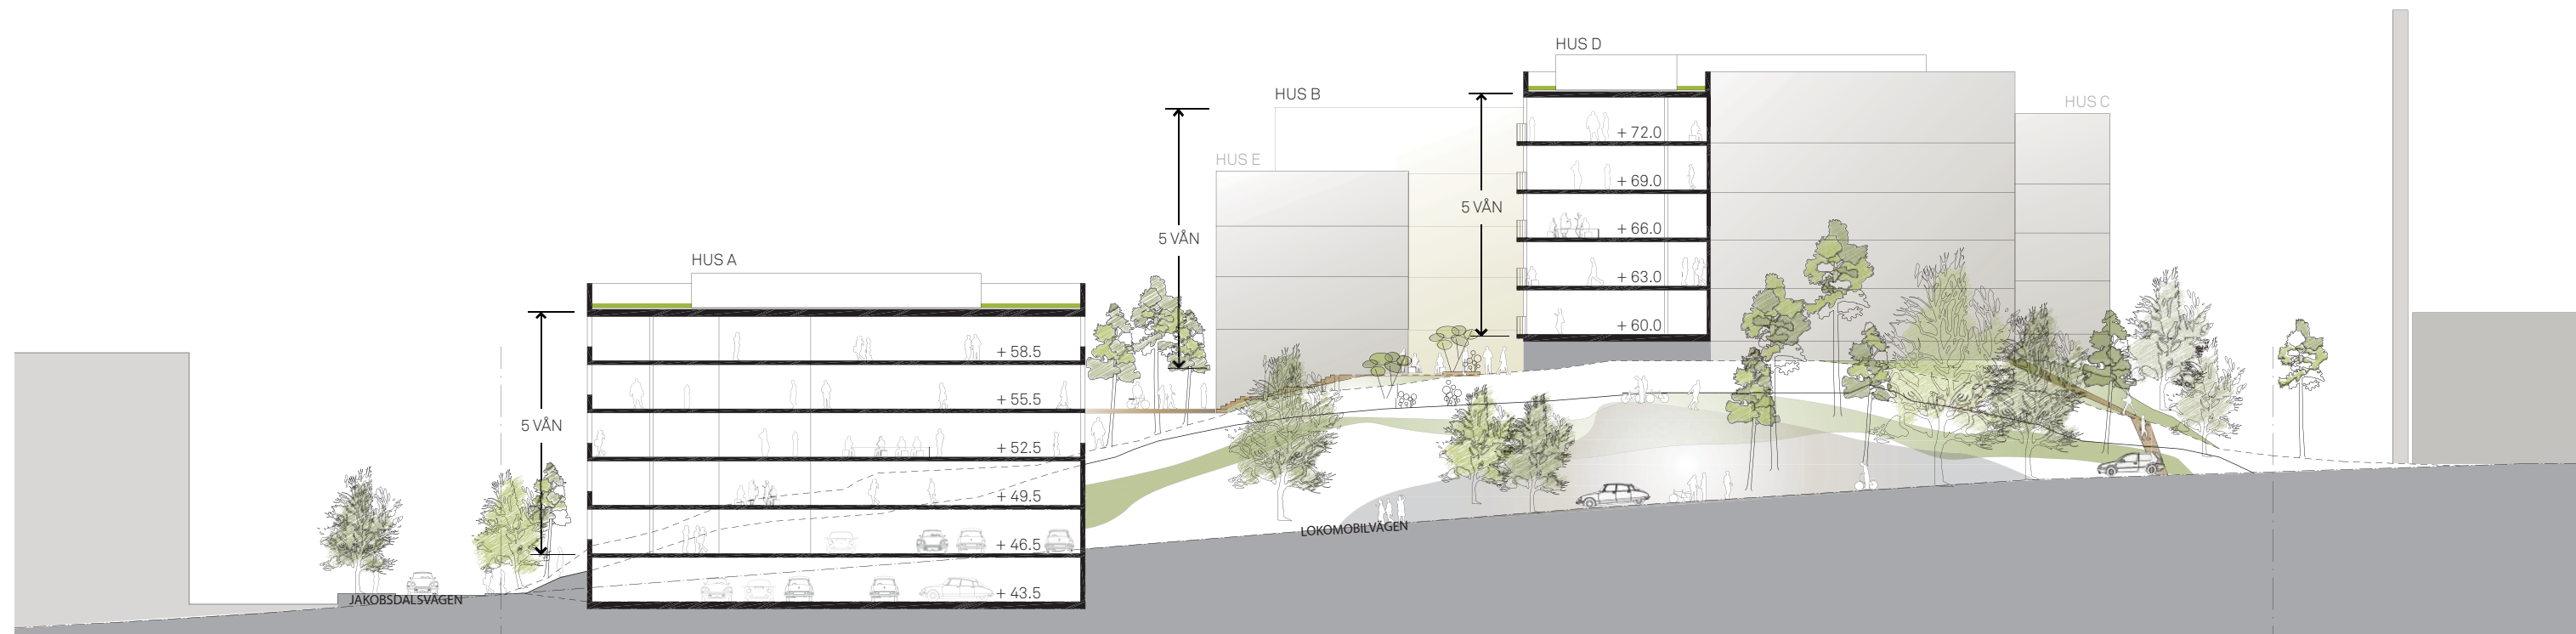 HUS D
HUS B
HUS C
HUS E
HUS A
+ 72.0
+ 69.0
+ 66.0
+ 63.0
+ 60.0
5 VÅN
5 VÅN
5 VÅN
+ 58.5
+ 55.5
+ 52.5
+ 49.5
+ 46.5
+ 43.5
LOKOMOBILVÄGEN
JAKOBSDALSVÄGEN